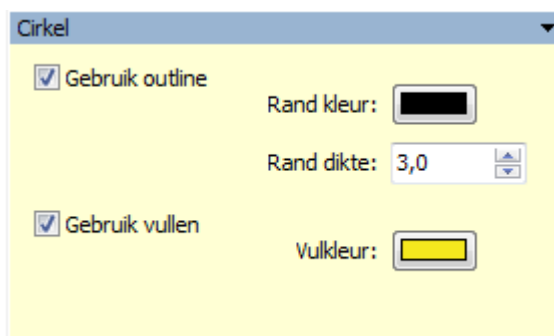 Cirkel
Gebruik outline
Rand kleur:
Rand dikte: 3,0
Gebruik vullen
Vulkleur: